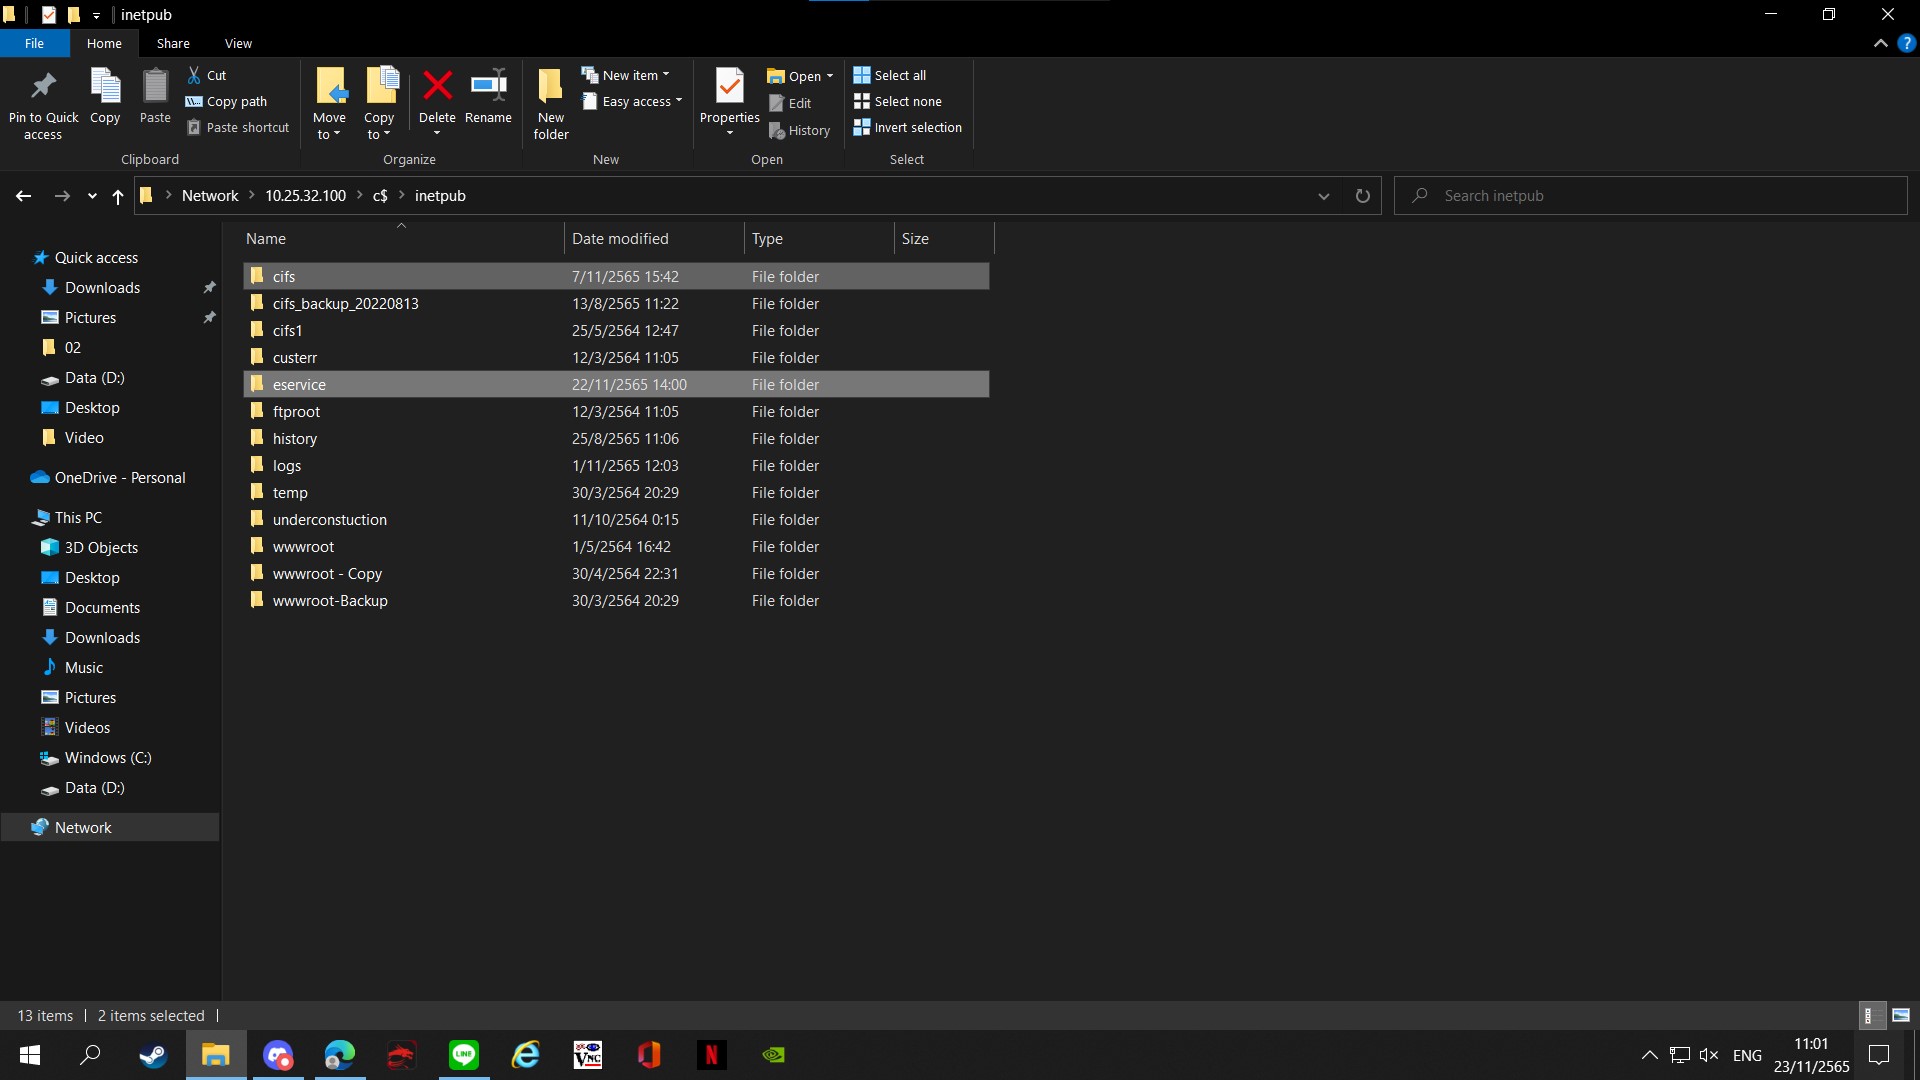 inetpub
File Home Share View
Pin to Quick access
Copy
Paste
Cut
Copy path
Paste shortcut
Clipboard
Move to
Copy to
Delete
Rename
Organize
New folder
New item
Easy access
New
Properties
Open
Edit
History
Open
Select all
Select none
Invert selection
Select
Network > 10.25.32.100 > c$ > inetpub
Search inetpub
Quick access
Downloads
Pictures
02
Data (D:)
Desktop
Video
OneDrive - Personal
This PC
3D Objects
Desktop
Documents
Downloads
Music
Pictures
Videos
Windows (C:)
Data (D:)
Network
Name Date modified Type Size
cifs 7/11/2565 15:42 File folder
cifs_backup_20220813 13/8/2565 11:22 File folder
cifs1 25/5/2564 12:47 File folder
custerr 12/3/2564 11:05 File folder
eservice 22/11/2565 14:00 File folder
ftproot 12/3/2564 11:05 File folder
history 25/8/2565 11:06 File folder
logs 1/11/2565 12:03 File folder
temp 30/3/2564 20:29 File folder
underconstuction 11/10/2564 0:15 File folder
wwwroot 1/5/2564 16:42 File folder
wwwroot - Copy 30/4/2564 22:31 File folder
wwwroot-Backup 30/3/2564 20:29 File folder
13 items | 2 items selected |
LINE
VNC
N
ENG
11:01
23/11/2565